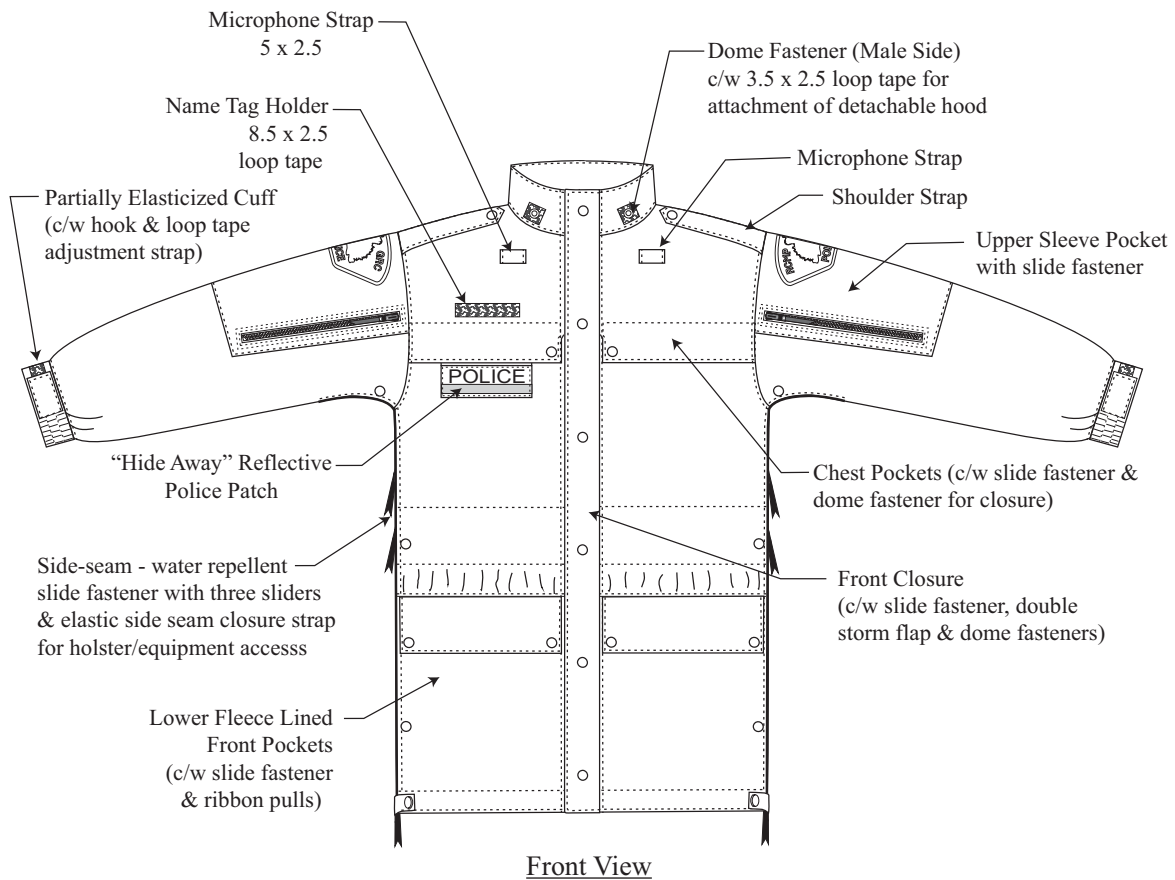 Microphone Strap
5 x 2.5
Dome Fastener (Male Side)
c/w 3.5 x 2.5 loop tape for
attachment of detachable hood
Name Tag Holder
8.5 x 2.5
loop tape
Microphone Strap
Shoulder Strap
Partially Elasticized Cuff
(c/w hook & loop tape
adjustment strap)
Upper Sleeve Pocket
with slide fastener
GRC
RCMP
POLICE
“Hide Away” Reflective
Police Patch
Chest Pockets (c/w slide fastener &
dome fastener for closure)
Side-seam - water repellent
slide fastener with three sliders
& elastic side seam closure strap
for holster/equipment accesss
Front Closure
(c/w slide fastener, double
storm flap & dome fasteners)
Lower Fleece Lined
Front Pockets
(c/w slide fastener
& ribbon pulls)
Front View